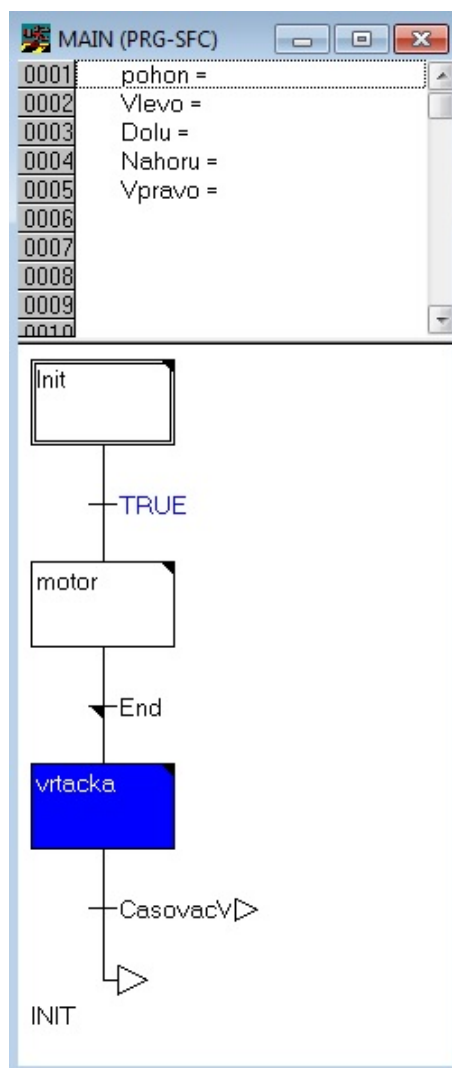 MAIN (PRG-SFC)
0001 pohon =
0002 Vlevo =
0003 Dolu =
0004 Nahoru =
0005 Vpravo =
0006
0007
0008
0009
0010
Init
TRUE
motor
End
vrtacka
CasovacV
INIT